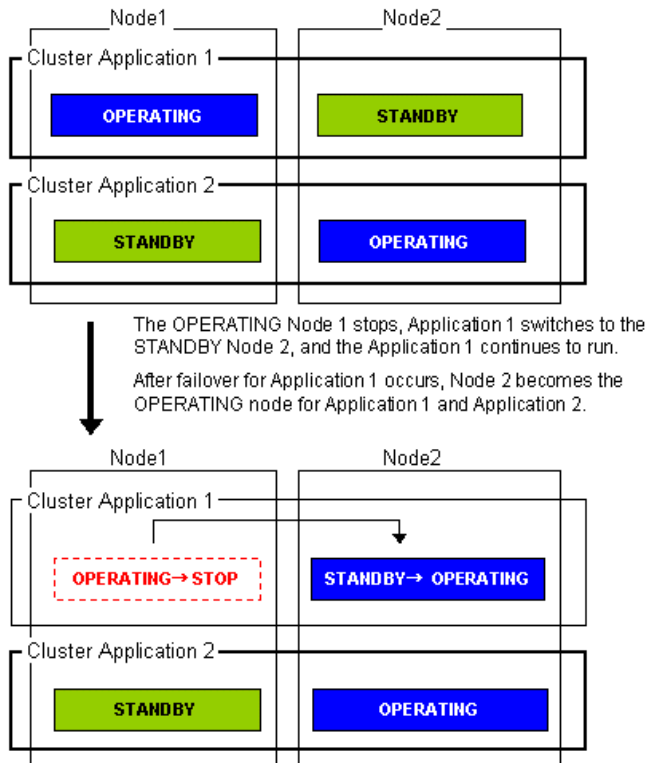 Node1 Node2
Cluster Application 1
OPERATING STANDBY
Cluster Application 2
STANDBY OPERATING
The OPERATING Node 1 stops, Application 1 switches to the
STANDBY Node 2, and the Application 1 continues to run.
After failover for Application 1 occurs, Node 2 becomes the
OPERATING node for Application 1 and Application 2.
Node1 Node2
Cluster Application 1
OPERATING→STOP STANDBY→ OPERATING
Cluster Application 2
STANDBY OPERATING